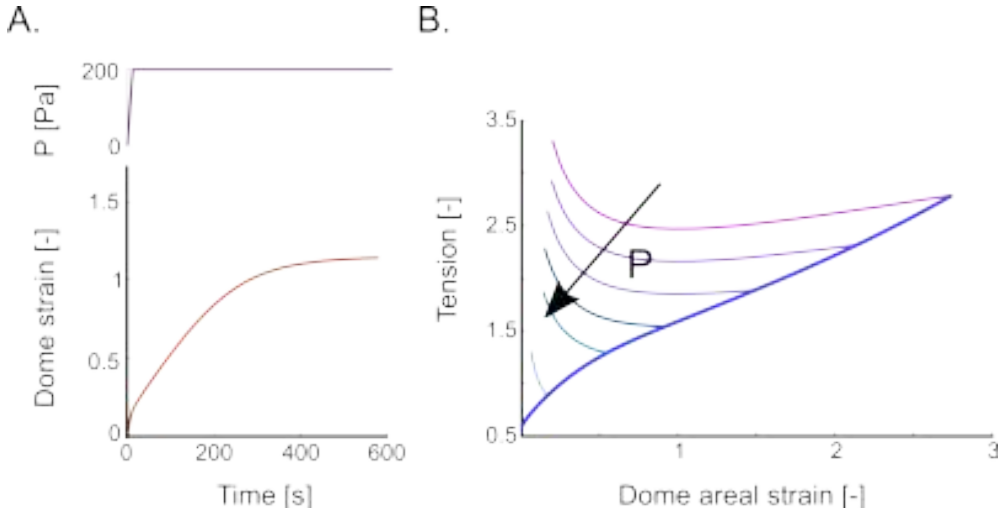 A.
P [Pa]
200
0
Dome strain [-]
1.5
1
0.5
0
0
200
400
600
Time [s]
B.
Tension [-]
3.5
2.5
1.5
0.5
P
1
2
3
Dome areal strain [-]